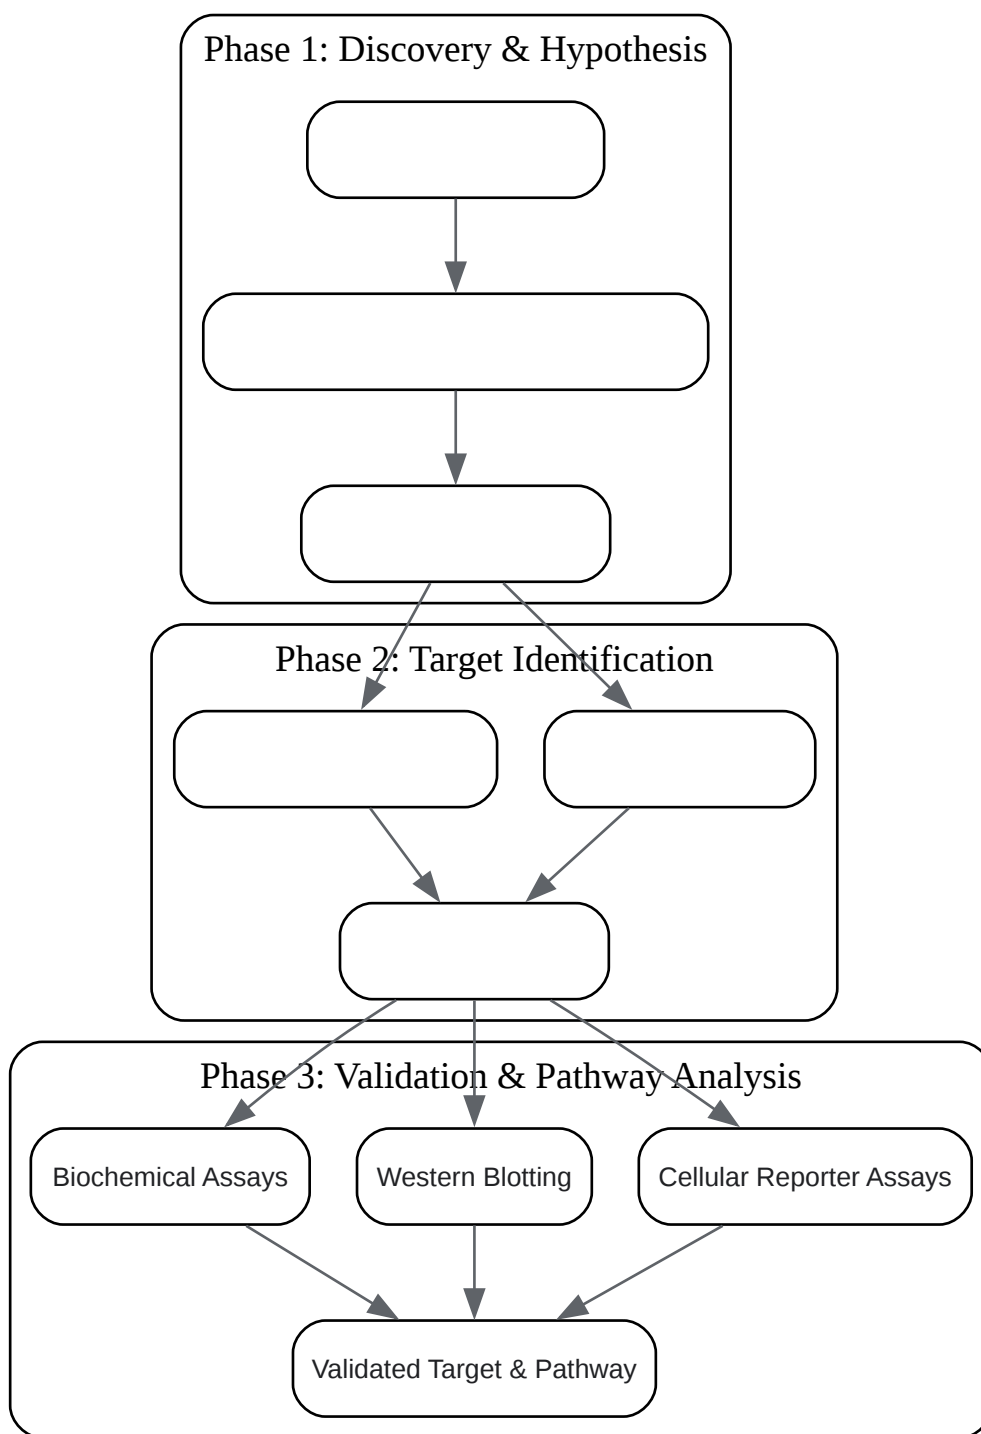 Phase 1: Discovery & Hypothesis
Phase 2: Target Identification
Phase 3: Validation & Pathway Analysis
Biochemical Assays
Western Blotting
Cellular Reporter Assays
Validated Target & Pathway